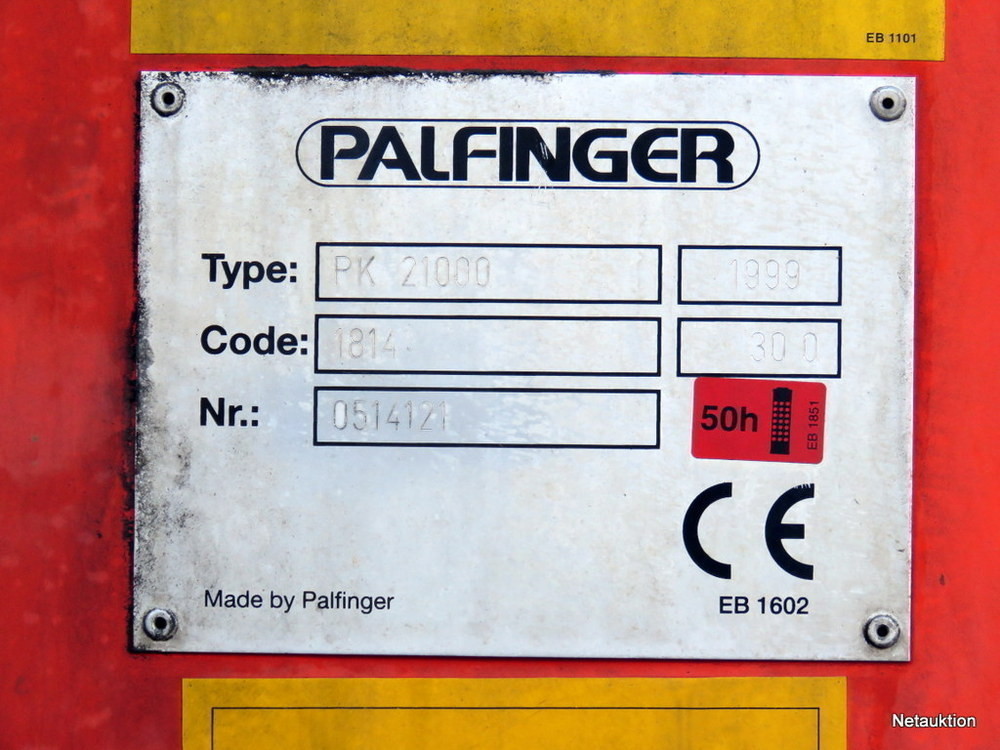 EB 1101
PALFINGER
Type: PK 21000 1999
Code: 1814 30 0
Nr.: 0514121
50h EB 1851
CE
Made by Palfinger EB 1602
Netauktion